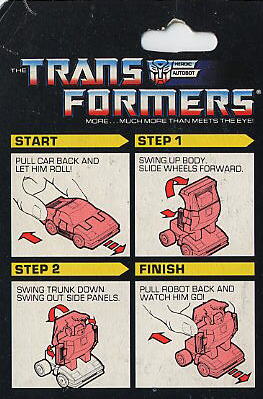 THE TRANSFORMERS®
HEROIC
AUTOBOT
MORE...MUCH MORE THAN MEETS THE EYE!
START
PULL CAR BACK AND
LET HIM ROLL!
STEP 1
SWING UP BODY.
SLIDE WHEELS FORWARD.
STEP 2
SWING TRUNK DOWN
SWING OUT SIDE PANELS.
FINISH
PULL ROBOT BACK AND
WATCH HIM GO!